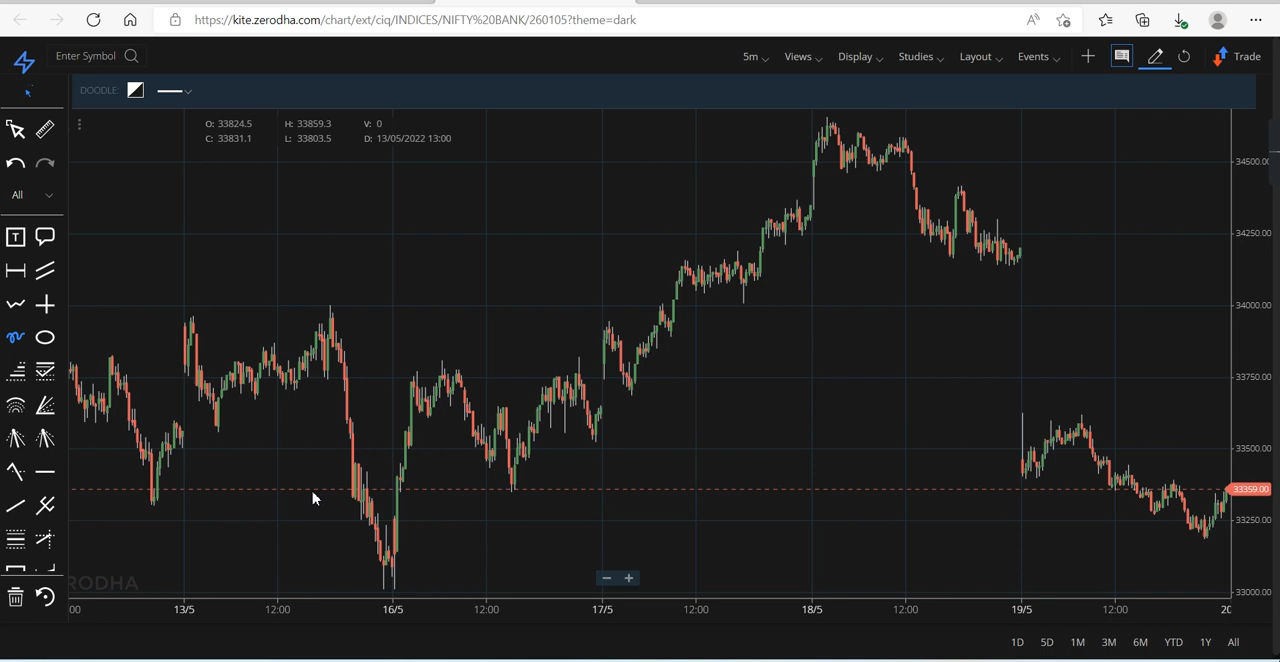 https://kite.zerodha.com/chart/ext/ciq/INDICES/NIFTY%20BANK/260105?theme=dark
Enter Symbol
5m Views Display Studies Layout Events Trade
DOODLE
O: 33824.5 H: 33859.3 V: 0
C: 33831.1 L: 33803.5 D: 13/05/2022 13:00
All
T
34500.00
34250.00
34000.00
33750.00
33500.00
33359.00
33250.00
33000.00
RODHA
00 13/5 12:00 16/5 12:00 17/5 12:00 18/5 12:00 19/5 12:00 20
1D 5D 1M 3M 6M YTD 1Y All